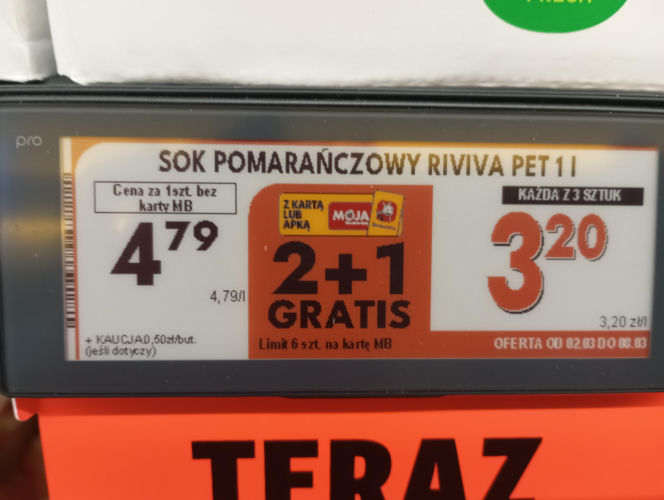 pro
SOK POMARAŃCZOWY RIVIVA PET 1 l
Cena za 1szt. bez
karty MB
4 79
4,79/l
+ KAUCJA 0,50zł/but.
(jeśli dotyczy)
Z KARTĄ
LUB
APKĄ
MOJA
2+1
GRATIS
Limit 6 szt. na kartę MB
KAŻDA Z 3 SZTUK
3 20
3,20 zł/l
OFERTA OD 02.03 DO 08.03
TERAZ